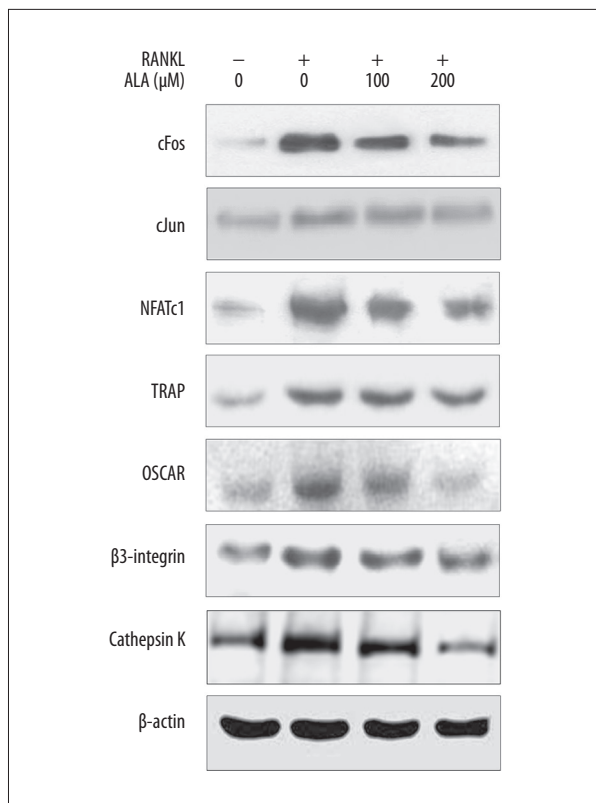 RANKL − + + +
ALA (µM) 0 0 100 200
cFos
cJun
NFATc1
TRAP
OSCAR
β3-integrin
Cathepsin K
β-actin